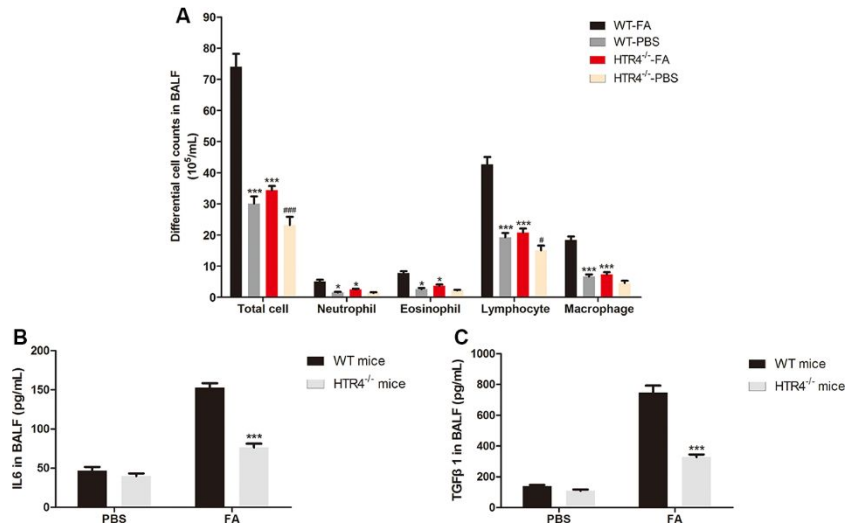 A
Differential cell counts in BALF
(10⁵/mL)
90
80
70
60
50
40
30
20
10
0
WT-FA
WT-PBS
HTR4⁻/⁻-FA
HTR4⁻/⁻-PBS
*** *** ###
* *
* *
*** *** #
*** ***
Total cell Neutrophil Eosinophil Lymphocyte Macrophage
B
IL6 in BALF (pg/mL)
200
150
100
50
0
WT mice
HTR4⁻/⁻ mice
***
PBS FA
C
TGFβ 1 in BALF (pg/mL)
1000
800
600
400
200
0
WT mice
HTR4⁻/⁻ mice
***
PBS FA